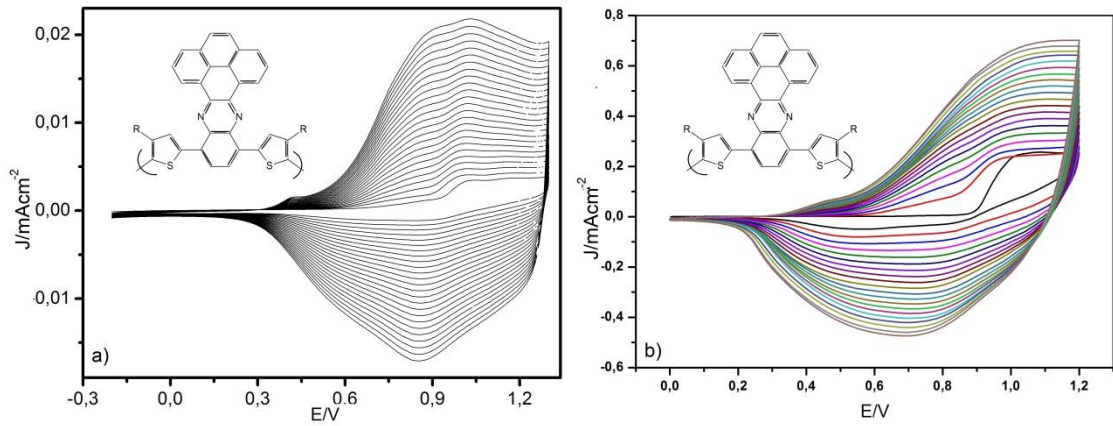 0,02
0,01
0,00
0,01
J/mAcm-2
-0,3
0,0
0,3
0,6
0,9
1,2
E/V
a)
N
N
R
R
S
S
0,8
0,6
0,4
0,2
0,0
-0,2
-0,4
-0,6
J/mAcm-2
0,0
0,2
0,4
0,6
0,8
1,0
1,2
E/V
b)
N
N
R
R
S
S